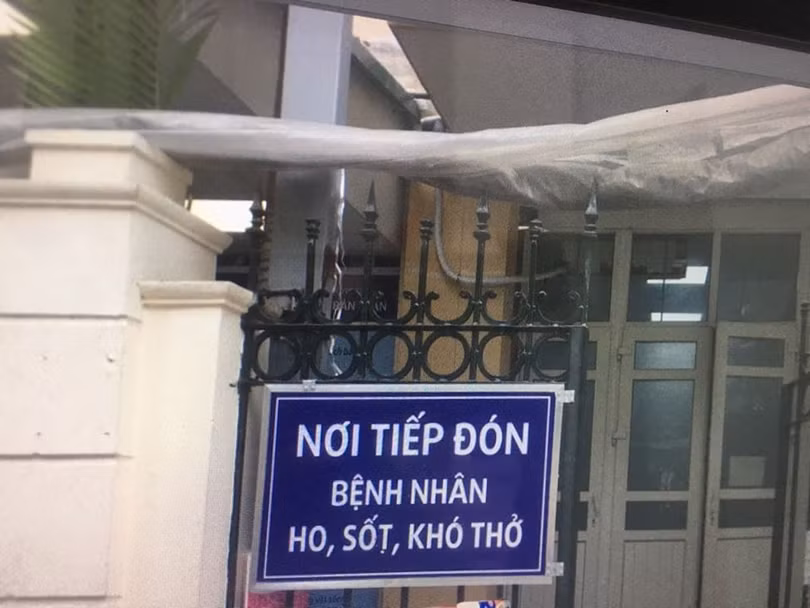 NƠI TIẾP ĐÓN
BỆNH NHÂN
HO, SỐT, KHÓ THỞ